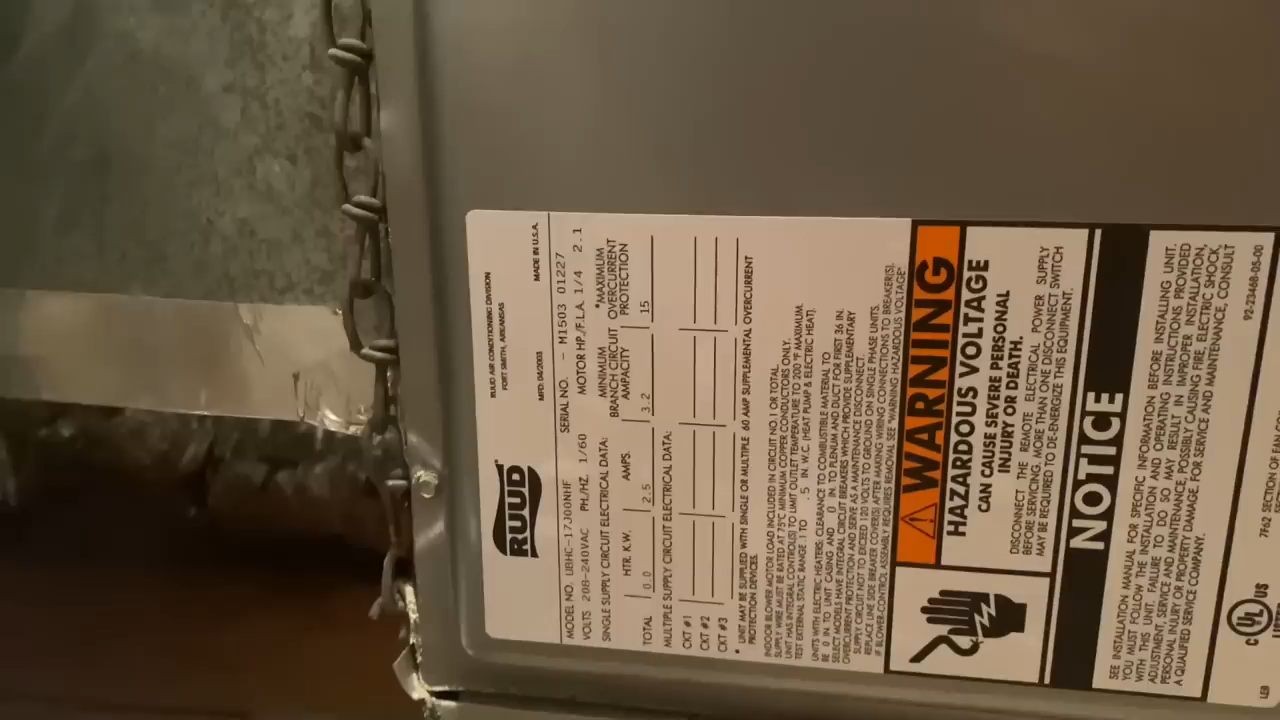 RUUD
RUUD AIR CONDITIONING DIVISION
FORT SMITH, ARKANSAS
MFD. 04/2003 MADE IN U.S.A.
MODEL NO. UBHC-17J00NHF SERIAL NO. - M1503 01227
VOLTS 208-240VAC PH/HZ. 1/60 MOTOR HP./F.L.A. 1/4 2.1
SINGLE SUPPLY CIRCUIT ELECTRICAL DATA:
HTR. K.W. AMPS. MINIMUM BRANCH CIRCUIT AMPACITY *MAXIMUM OVERCURRENT PROTECTION
TOTAL 0.0 2.5 3.2 15
MULTIPLE SUPPLY CIRCUIT ELECTRICAL DATA:
CKT #1
CKT #2
CKT #3
* UNIT MAY BE SUPPLIED WITH SINGLE OR MULTIPLE 60 AMP SUPPLEMENTAL OVERCURRENT
PROTECTION DEVICES.
INDOOR BLOWER MOTOR LOAD INCLUDED IN CIRCUIT NO. 1 OR TOTAL.
SUPPLY WIRE MUST BE RATED AT 75°C MINIMUM COPPER CONDUCTORS ONLY.
UNIT HAS INTEGRAL CONTROL(S) TO LIMIT OUTLET TEMPERATURE TO 200 °F MAXIMUM.
TEST EXTERNAL STATIC RANGE .1 TO .5 IN. W.C. (HEAT PUMP & ELECTRIC HEAT).
UNITS WITH ELECTRIC HEATERS; CLEARANCE TO COMBUSTIBLE MATERIAL TO
BE 0 IN. TO UNIT CASING AND 0 IN. TO PLENUM AND DUCT FOR FIRST 36 IN.
SELECT MODELS HAVE INTEGRAL CIRCUIT BREAKERS WHICH PROVIDE SUPPLEMENTARY
OVERCURRENT PROTECTION AND SERVE AS A MAINTENANCE DISCONNECT.
SUPPLY CIRCUIT NOT TO EXCEED 120 VOLTS TO GROUND ON SINGLE PHASE UNITS.
REPLACE LINE SIDE BREAKER COVER(S) AFTER MAKING WIRING CONNECTIONS TO BREAKER(S).
IF BLOWER-CONTROL ASSEMBLY REQUIRES REMOVAL SEE "WARNING HAZARDOUS VOLTAGE".
WARNING
HAZARDOUS VOLTAGE
CAN CAUSE SEVERE PERSONAL
INJURY OR DEATH.
DISCONNECT THE REMOTE ELECTRICAL POWER SUPPLY
BEFORE SERVICING. MORE THAN ONE DISCONNECT SWITCH
MAY BE REQUIRED TO DE-ENERGIZE THIS EQUIPMENT.
NOTICE
SEE INSTALLATION MANUAL FOR SPECIFIC INFORMATION BEFORE INSTALLING UNIT.
YOU MUST FOLLOW THE INSTALLATION AND OPERATING INSTRUCTIONS PROVIDED
WITH THIS UNIT. FAILURE TO DO SO MAY RESULT IN IMPROPER INSTALLATION,
ADJUSTMENT, SERVICE AND MAINTENANCE, POSSIBLY CAUSING FIRE, ELECTRIC SHOCK,
PERSONAL INJURY OR PROPERTY DAMAGE. FOR SERVICE AND MAINTENANCE, CONSULT
A QUALIFIED SERVICE COMPANY.
92-23468-05-00
C UL US
LEB